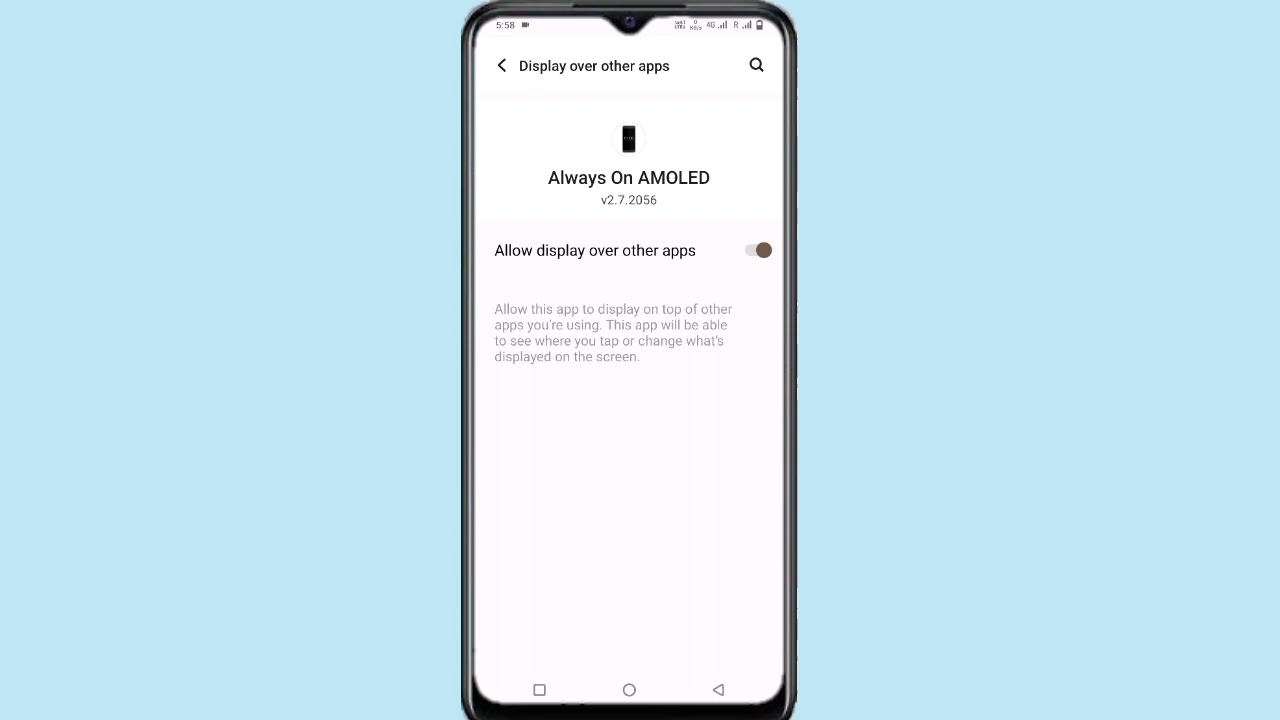 5:58
4G
R
Display over other apps
Always On AMOLED
v2.7.2056
Allow display over other apps
Allow this app to display on top of other
apps you're using. This app will be able
to see where you tap or change what's
displayed on the screen.